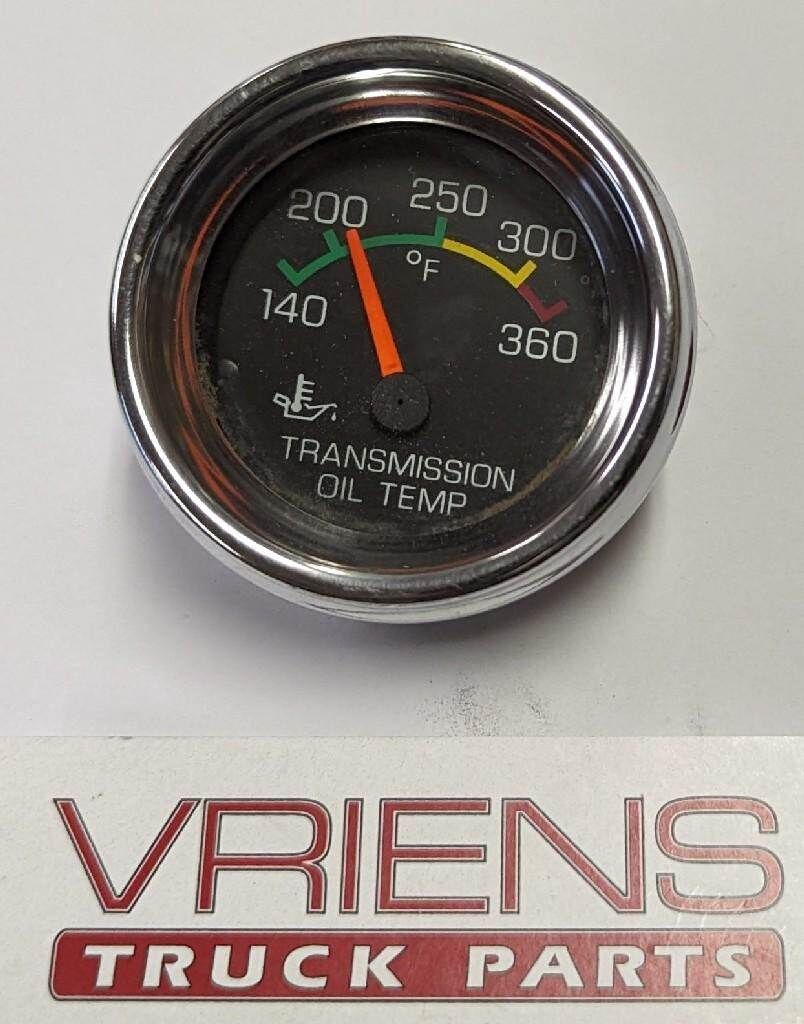 200 250 300
°F
140 360
TRANSMISSION
OIL TEMP
VRIENS
TRUCK PARTS